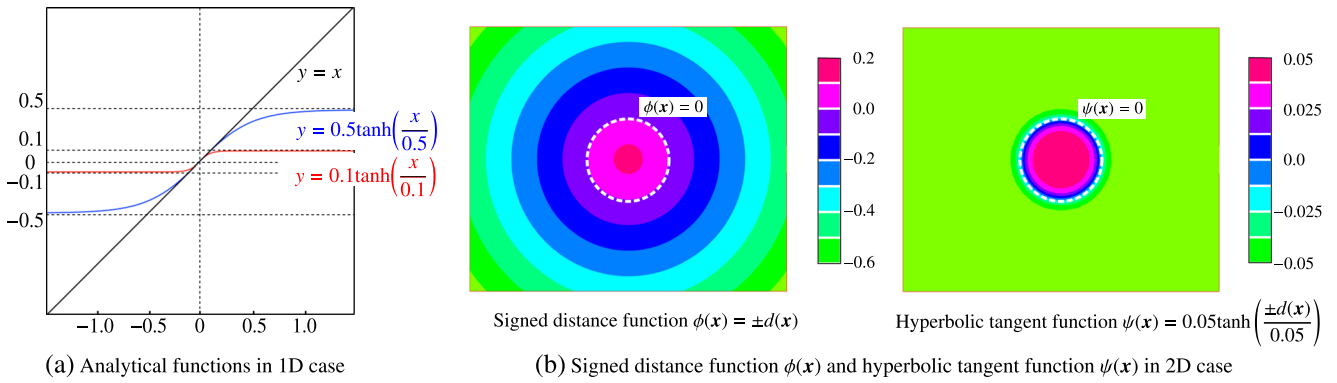 y = x
0.5
0.1
0
−0.1
−0.5
y = 0.5tanh(x/0.5)
y = 0.1tanh(x/0.1)
−1.0 −0.5 0 0.5 1.0
(a) Analytical functions in 1D case
ϕ(x) = 0
0.2
0.0
−0.2
−0.4
−0.6
Signed distance function ϕ(x) = ±d(x)
ψ(x) = 0
0.05
0.025
0.0
−0.025
−0.05
Hyperbolic tangent function ψ(x) = 0.05tanh(±d(x)/0.05)
(b) Signed distance function ϕ(x) and hyperbolic tangent function ψ(x) in 2D case